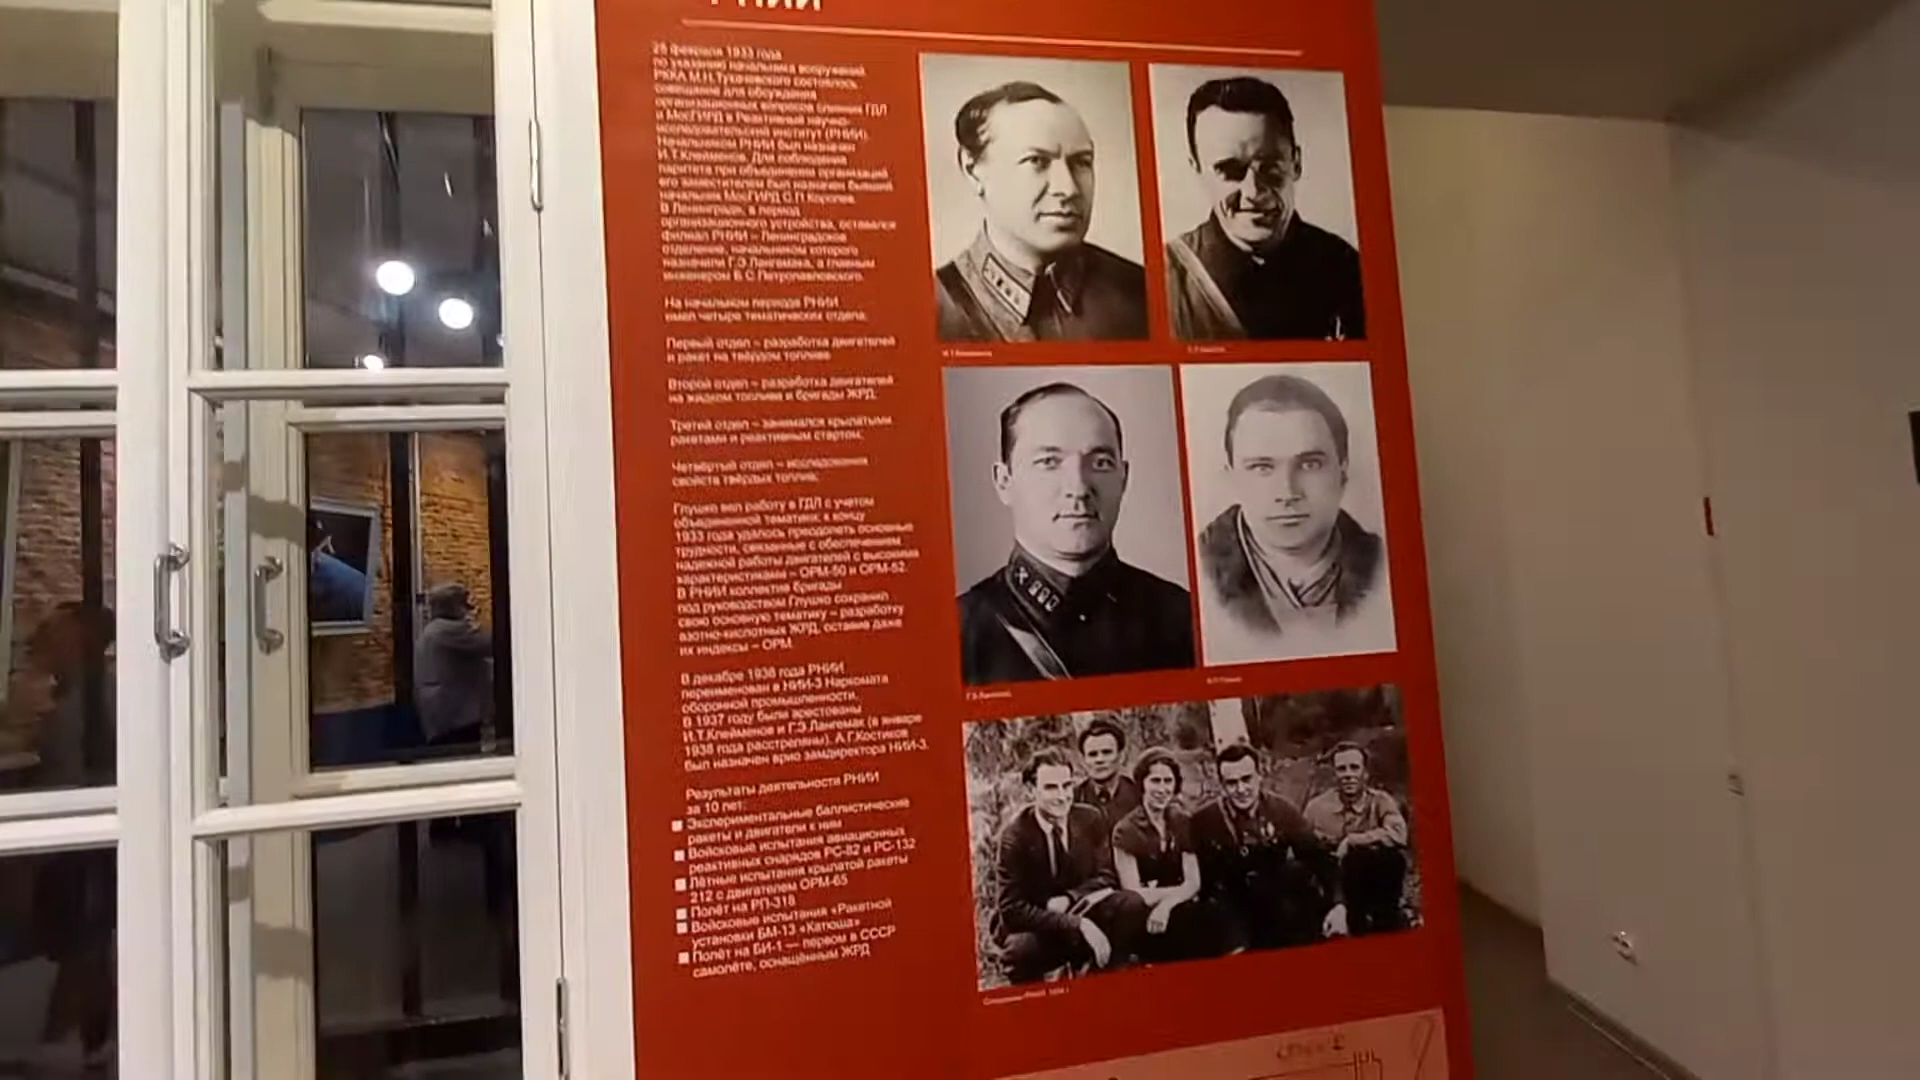 РНИИ
25 февраля 1933 года
по указанию начальника вооружений
РККА М.Н.Тухачевского состоялось
совещание для обсуждения
организационных вопросов слияния ГДЛ
и МосГИРД в Реактивный научно-
исследовательский институт (РНИИ).
Начальником РНИИ был назначен
И.Т.Клейменов. Для соблюдения
паритета при объединении организаций
его заместителем был назначен бывший
начальник МосГИРД С.П.Королев.
В Ленинграде, в период
организационного устройства, оставался
филиал РНИИ – Ленинградское
отделение, начальником которого
назначили Г.Э.Лангемака, а главным
инженером Б.С.Петропавловского.
На начальном периоде РНИИ
имел четыре тематических отдела:
Первый отдел – разработка двигателей
и ракет на твёрдом топливе
Второй отдел – разработка двигателей
на жидком топливе и бригады ЖРД;
Третий отдел – занимался крылатыми
ракетами и реактивным стартом;
Четвёртый отдел – исследования
свойств твёрдых топлив;
Глушко вел работу в ГДЛ с учетом
объединенной тематики; к концу
1933 года удалось преодолеть основные
трудности, связанные с обеспечением
надежной работы двигателей с высокими
характеристиками – ОРМ-50 и ОРМ-52.
В РНИИ коллектив бригады
под руководством Глушко сохранил
свою основную тематику – разработку
азотно-кислотных ЖРД, оставив даже
их индексы – ОРМ.
В декабре 1938 года РНИИ
переименован в НИИ-3 Наркомата
оборонной промышленности.
В 1937 году были арестованы
И.Т.Клейменов и Г.Э.Лангемак (в январе
1938 года расстреляны). А.Г.Костиков
был назначен врио замдиректора НИИ-3.
Результаты деятельности РНИИ
за 10 лет:
Экспериментальные баллистические
ракеты и двигатели к ним
Войсковые испытания авиационных
реактивных снарядов РС-82 и РС-132
Лётные испытания крылатой ракеты
212 с двигателем ОРМ-65
Полёт на РП-318
Войсковые испытания «Ракетной
установки БМ-13 «Катюша»
Полёт на БИ-1 — первом в СССР
самолёте, оснащённым ЖРД
И.Т.Клейменов
С.П.Королев
Г.Э.Лангемак
В.П.Глушко